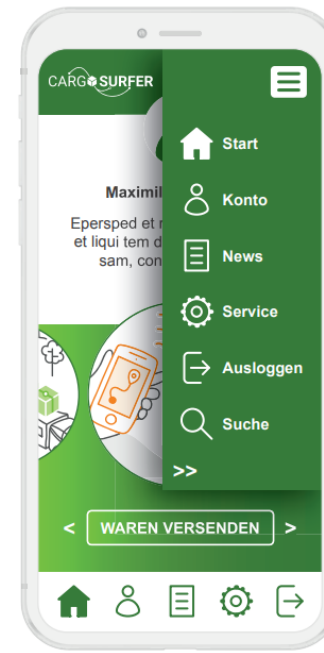 CARGO SURFER
Start
Maximil
Konto
Epersped et
et liqui tem d
News
sam, con
Service
Ausloggen
Suche
>>
< WAREN VERSENDEN >